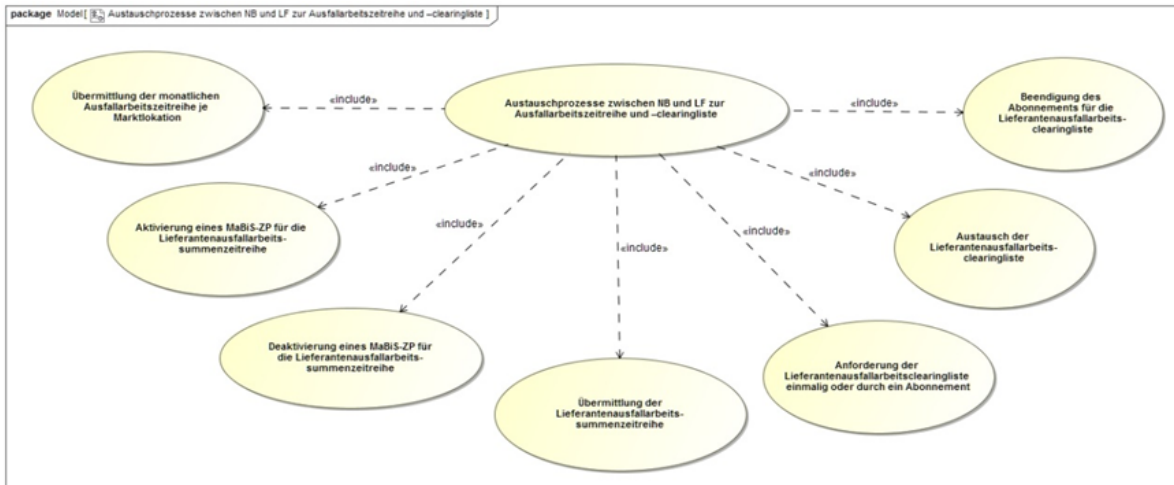 package Model[ Austauschprozesse zwischen NB und LF zur Ausfallarbeitszeitreihe und –clearingliste ]
Übermittlung der monatlichen
Ausfallarbeitszeitreihe je
Marktlokation
«include»
Austauschprozesse zwischen NB und LF zur
Ausfallarbeitszeitreihe und –clearingliste
«include»
Beendigung des
Abonnements für die
Lieferantenausfallarbeits-
clearingliste
«include»
Aktivierung eines MaBiS-ZP für die
Lieferantenausfallarbeits-
summenzeitreihe
«include»
«include»
«include»
«include»
Austausch der
Lieferantenausfallarbeits-
clearingliste
Deaktivierung eines MaBiS-ZP für
die Lieferantenausfallarbeits-
summenzeitreihe
Übermittlung der
Lieferantenausfallarbeits-
summenzeitreihe
Anforderung der
Lieferantenausfallarbeitsclearingliste
einmalig oder durch ein Abonnement